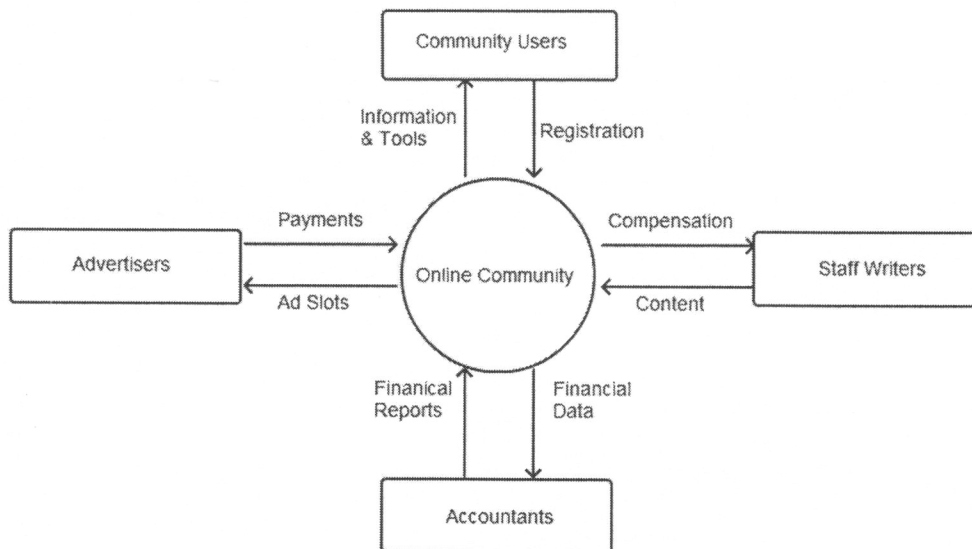 Community Users
Information
& Tools
Registration
Payments
Compensation
Advertisers
Online Community
Staff Writers
Ad Slots
Content
Finanical
Reports
Financial
Data
Accountants